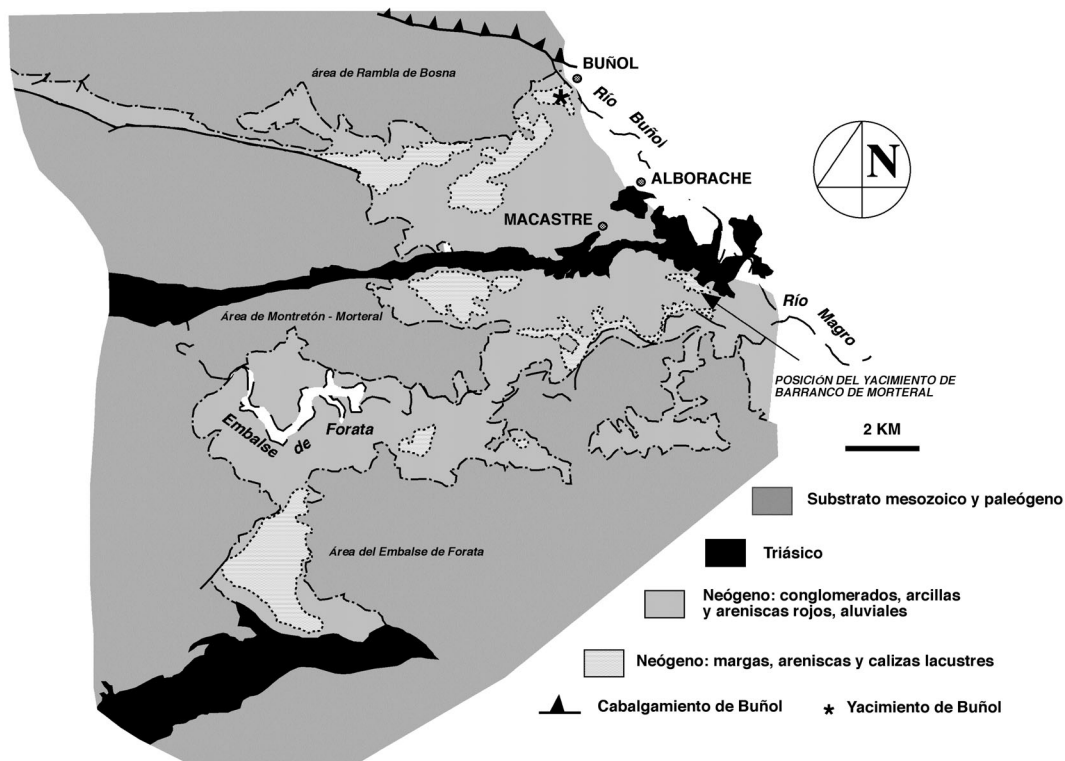 área de Rambla de Bosna
BUÑOL
Río Buñol
ALBORACHE
MACASTRE
N
Área de Montretón - Morteral
Río
Magro
POSICIÓN DEL YACIMIENTO DE
BARRANCO DE MORTERAL
Embalse de Forata
2 KM
Substrato mesozoico y paleógeno
Área del Embalse de Forata
Triásico
Neógeno: conglomerados, arcillas
y areniscas rojos, aluviales
Neógeno: margas, areniscas y calizas lacustres
Cabalgamiento de Buñol
* Yacimiento de Buñol